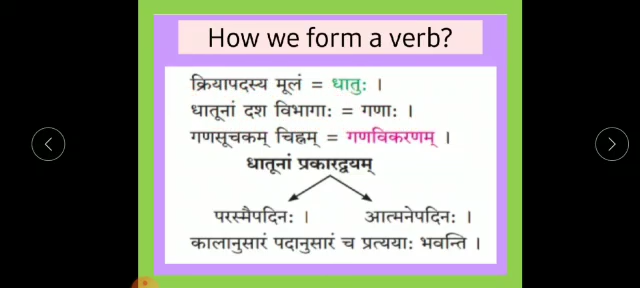 How we form a verb?
क्रियापदस्य मूलं = धातुः ।
धातूनां दश विभागाः = गणाः ।
गणसूचकम् चिह्नम् = गणविकरणम् ।
धातूनां प्रकारद्वयम्
परस्मैपदिनः । आत्मनेपदिनः ।
कालानुसारं पदानुसारं च प्रत्ययाः भवन्ति ।